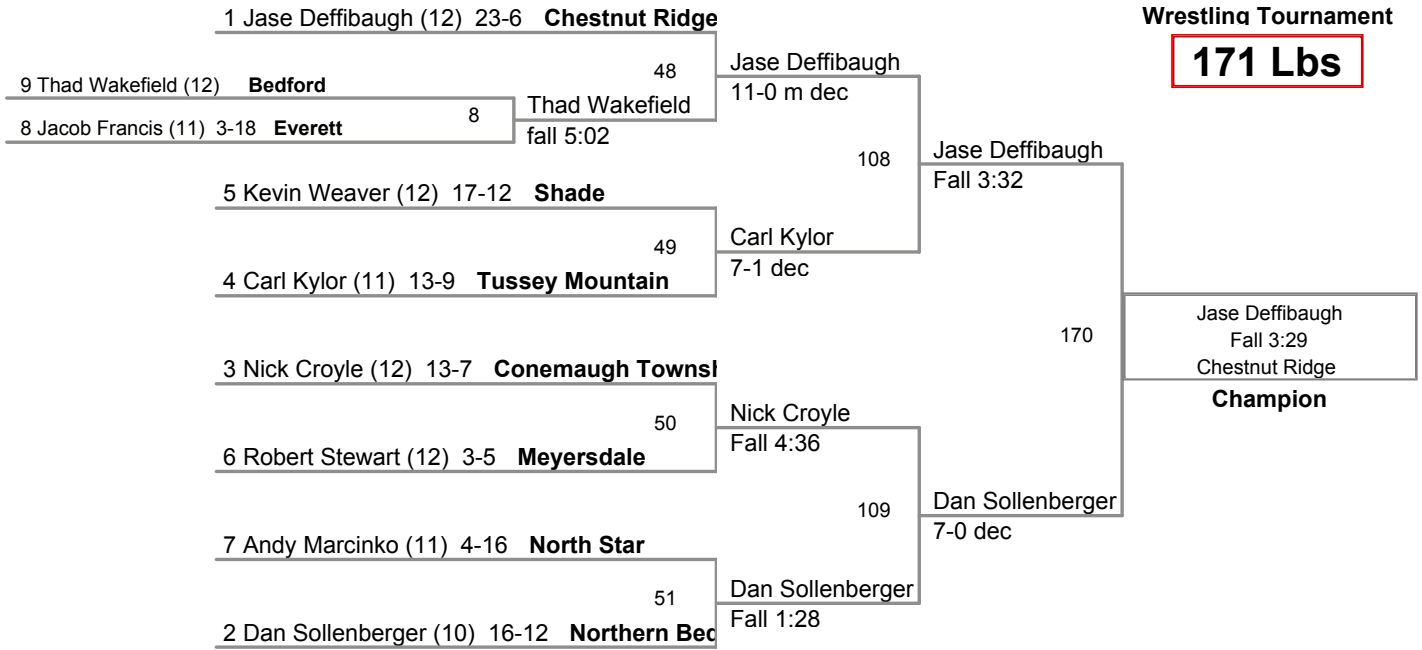 1 Jase Deffibaugh (12) 23-6 Chestnut Ridge
Wrestling Tournament
171 Lbs
48
Jase Deffibaugh
11-0 m dec
9 Thad Wakefield (12) Bedford
8
Thad Wakefield
fall 5:02
8 Jacob Francis (11) 3-18 Everett
108
Jase Deffibaugh
Fall 3:32
5 Kevin Weaver (12) 17-12 Shade
49
Carl Kylor
7-1 dec
4 Carl Kylor (11) 13-9 Tussey Mountain
170
Jase Deffibaugh
Fall 3:29
Chestnut Ridge
Champion
3 Nick Croyle (12) 13-7 Conemaugh Townsh
50
Nick Croyle
Fall 4:36
6 Robert Stewart (12) 3-5 Meyersdale
109
Dan Sollenberger
7-0 dec
7 Andy Marcinko (11) 4-16 North Star
51
Dan Sollenberger
Fall 1:28
2 Dan Sollenberger (10) 16-12 Northern Bed